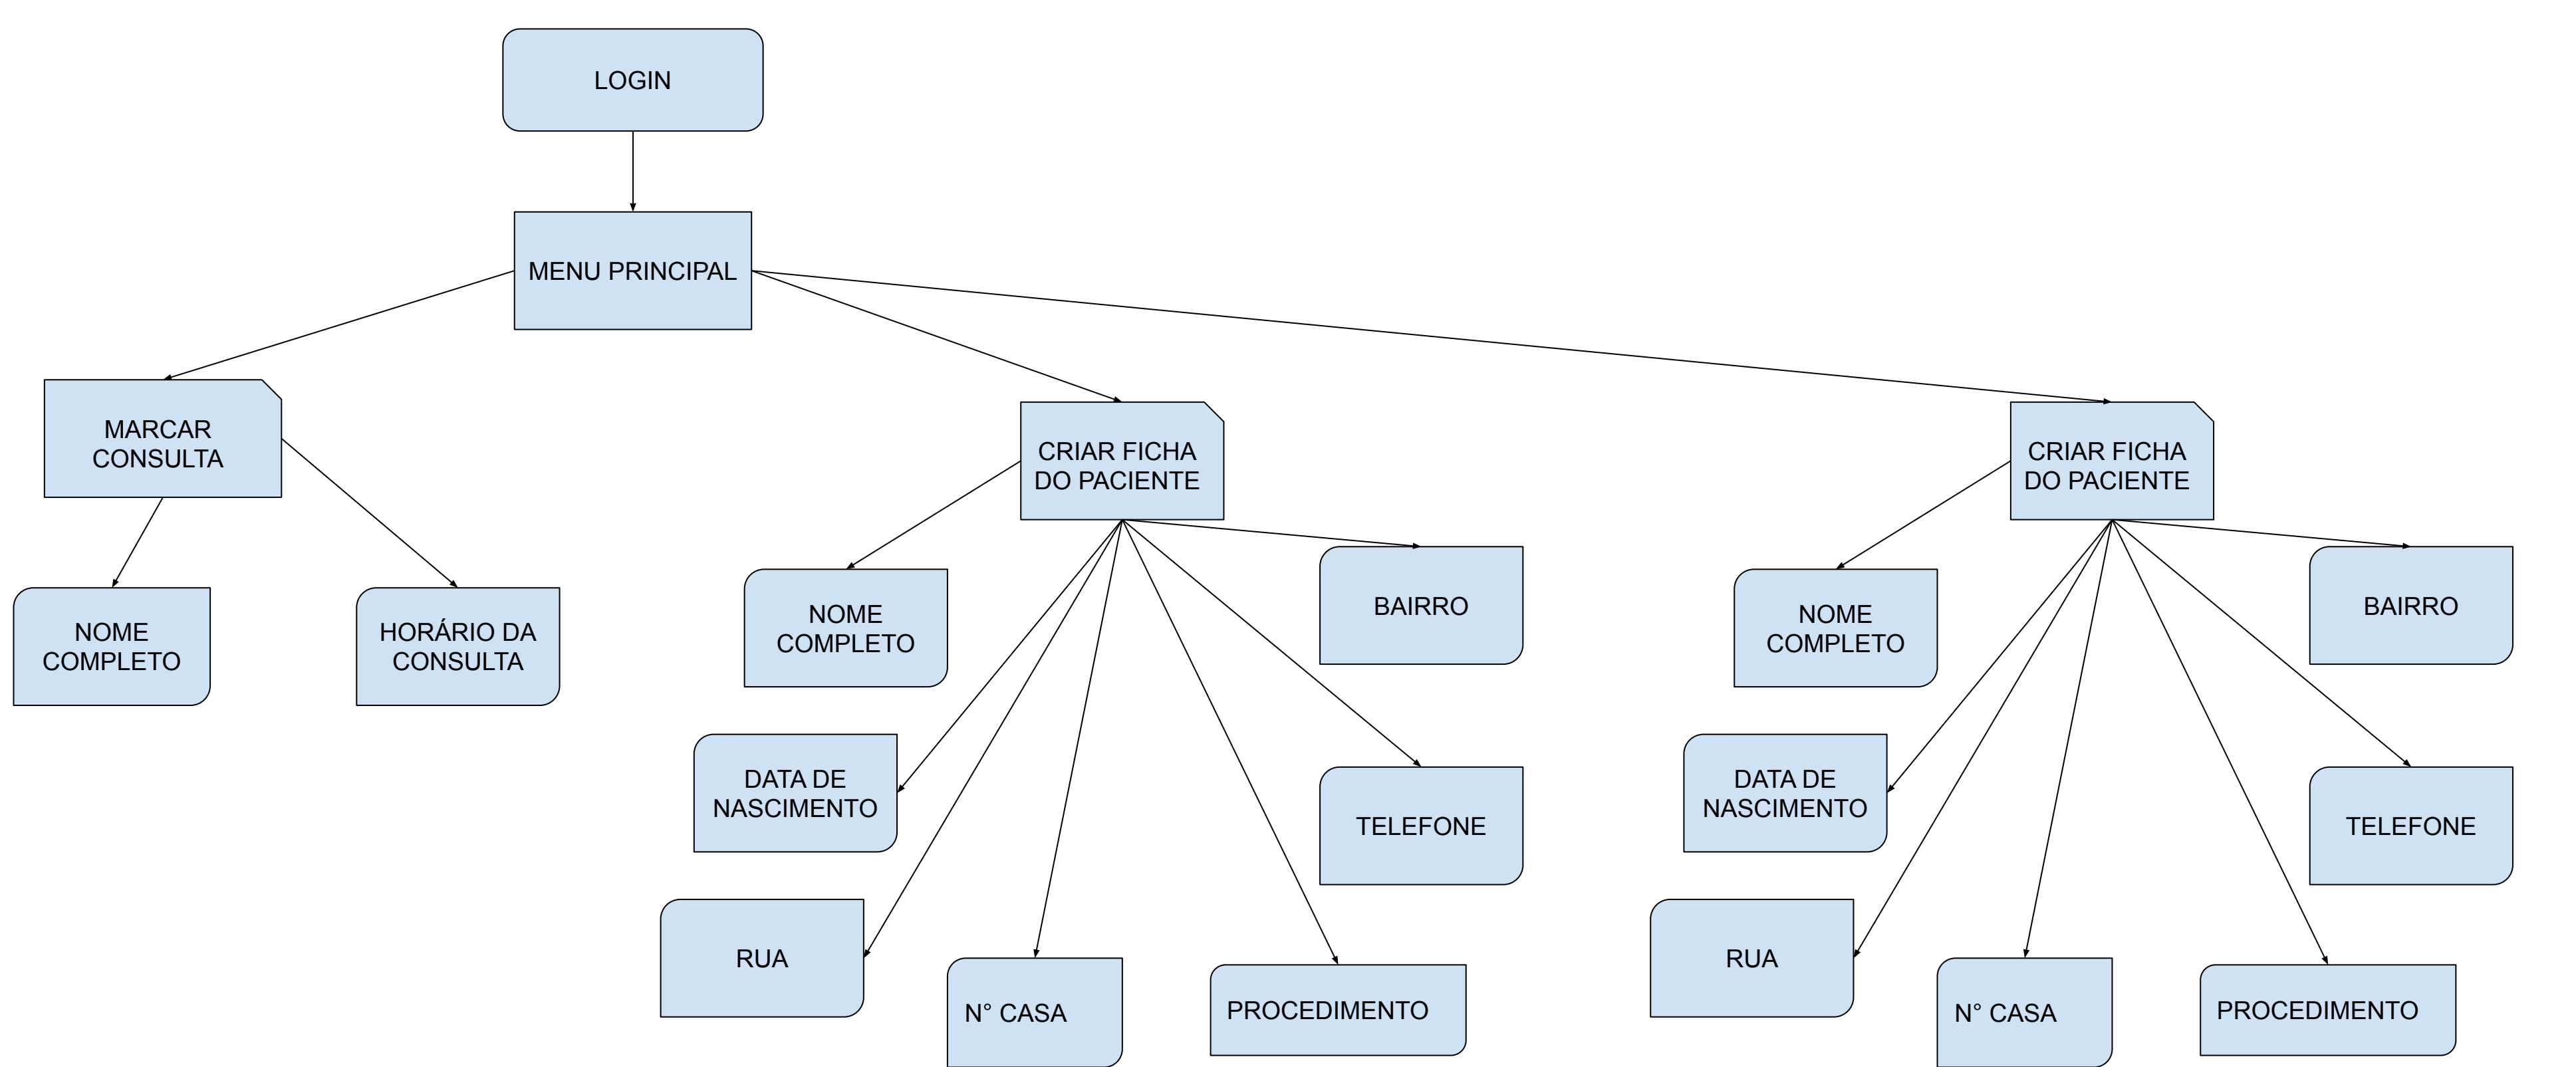 LOGIN
MENU PRINCIPAL
MARCAR
CONSULTA
CRIAR FICHA
DO PACIENTE
CRIAR FICHA
DO PACIENTE
NOME
COMPLETO
HORÁRIO DA
CONSULTA
NOME
COMPLETO
BAIRRO
NOME
COMPLETO
BAIRRO
DATA DE
NASCIMENTO
TELEFONE
DATA DE
NASCIMENTO
TELEFONE
RUA
N° CASA
PROCEDIMENTO
RUA
N° CASA
PROCEDIMENTO